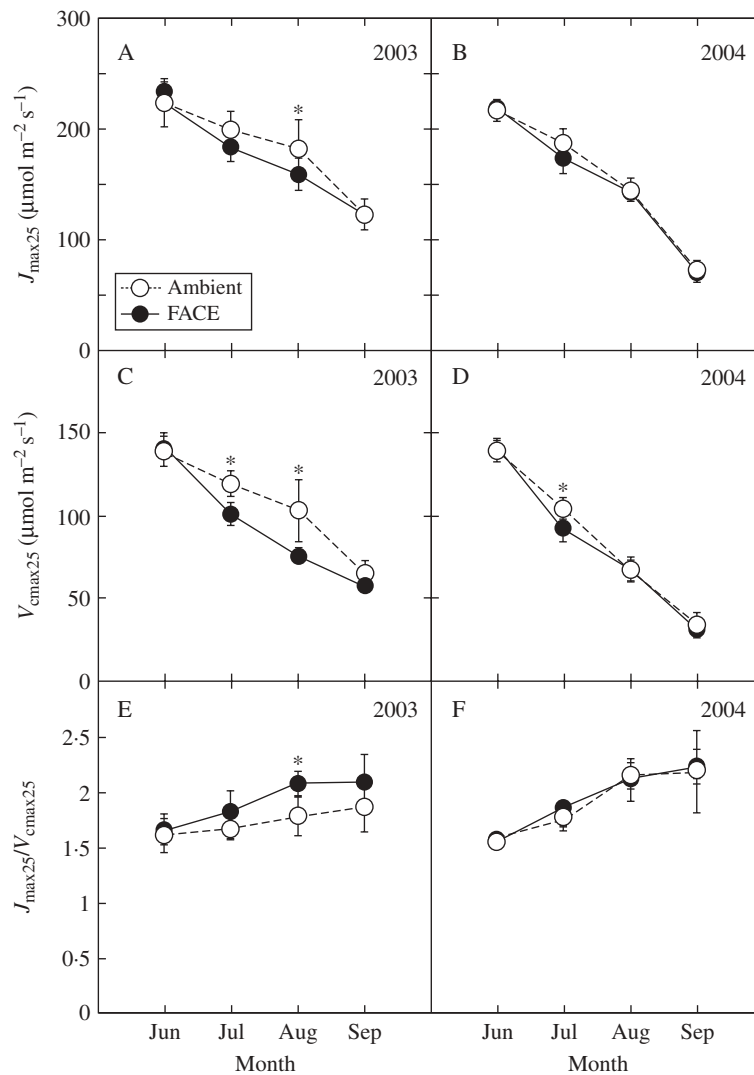 300
200
100
0
J max25 (μmol m−2 s−1)
A
2003
*
Ambient
FACE
B
2004
150
100
50
0
V cmax25 (μmol m−2 s−1)
C
2003
*
*
D
2004
*
2·5
2
1·5
1
0·5
0
J max25/V cmax25
E
2003
*
F
2004
Jun Jul Aug Sep
Month
Jun Jul Aug Sep
Month